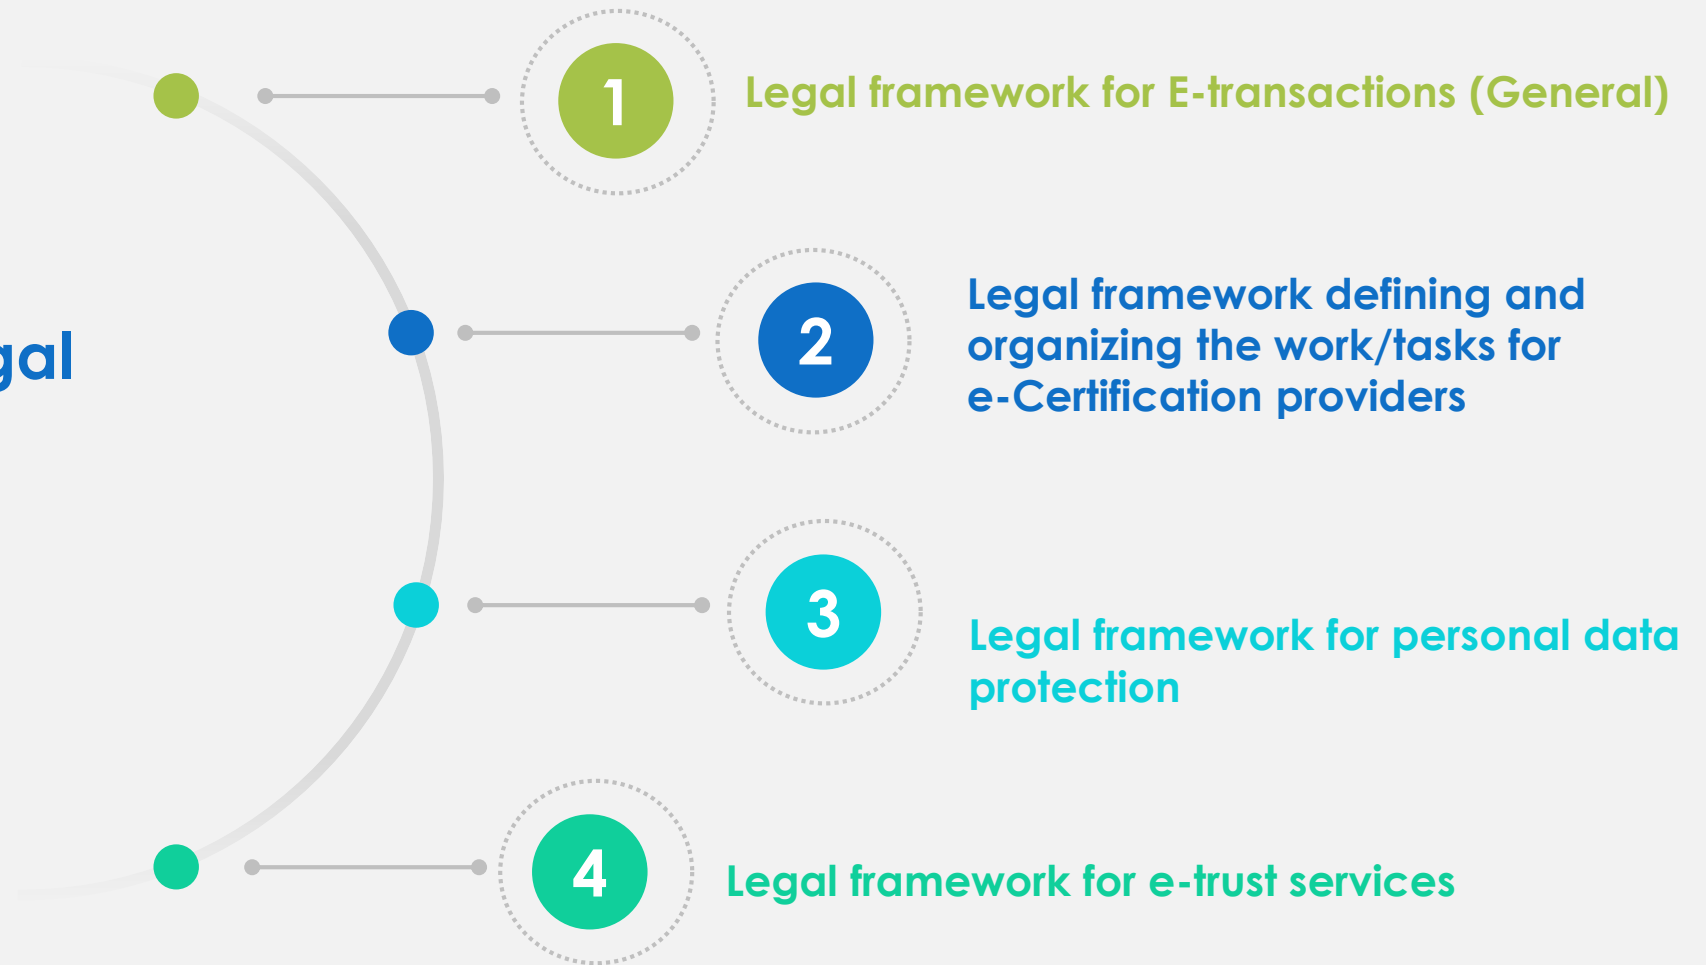 1
Legal framework for E-transactions (General)
2
Legal framework defining and
organizing the work/tasks for
e-Certification providers
gal
3
Legal framework for personal data
protection
4
Legal framework for e-trust services